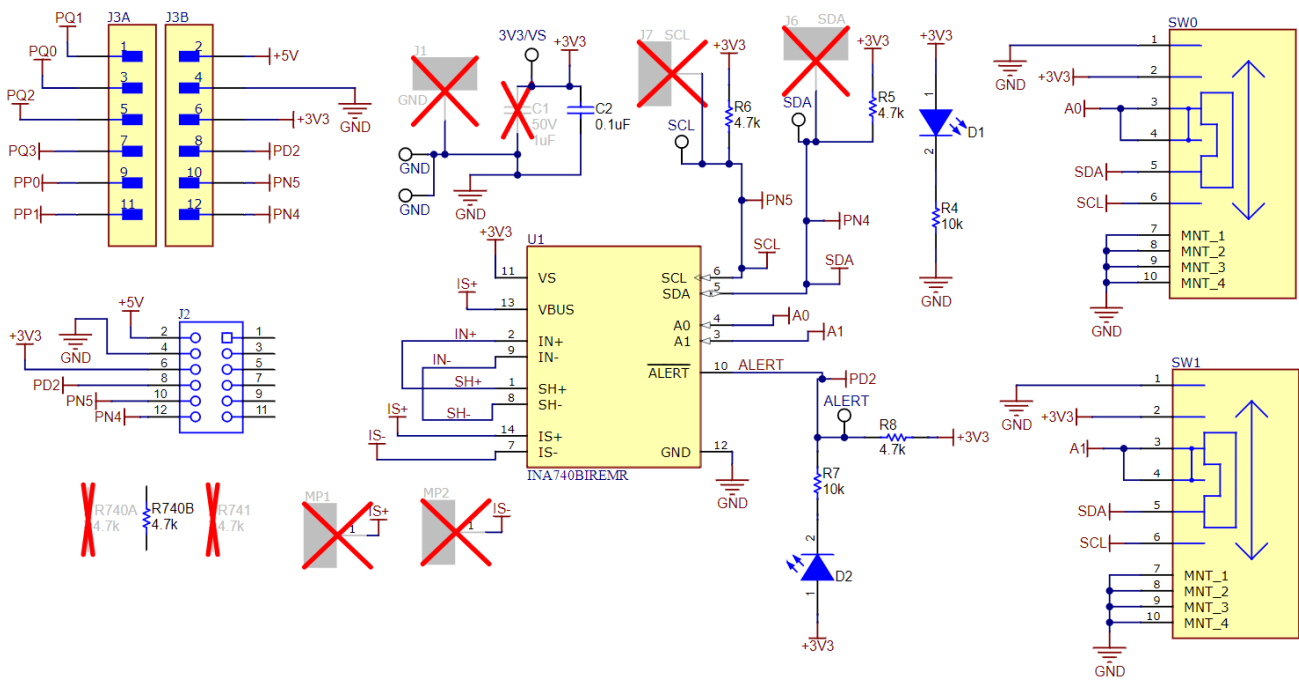 PQ1
J3A
J3B
PQ0
1
2
+5V
3
4
PQ2
5
6
+3V3
GND
PQ3
7
8
PD2
PP0
9
10
PN5
PP1
11
12
PN4
J1
GND
3V3/VS
+3V3
C1
50V
1uF
C2
0.1uF
GND
GND
GND
J7
SCL
+3V3
R6
4.7k
SCL
J6
SDA
+3V3
SDA
R5
4.7k
PN5
PN4
SCL
SDA
+3V3
1
D1
2
R4
10k
GND
SW0
1
GND
+3V3
2
A0
3
4
SDA
5
SCL
6
7
MNT_1
8
MNT_2
9
MNT_3
10
MNT_4
GND
+3V3
U1
11
VS
SCL
6
SDA
5
IS+
13
VBUS
A0
4
A0
IN+
2
IN+
A1
3
A1
IN-
9
IN-
ALERT
10
ALERT
PD2
SH+
1
SH+
SH-
8
SH-
IS+
14
IS+
IS-
7
IS-
GND
12
GND
INA740BIREMR
ALERT
R8
4.7k
+3V3
R7
10k
2
D2
1
+3V3
+5V
J2
+3V3
GND
2
1
4
3
6
5
PD2
8
7
PN5
10
9
PN4
12
11
R740A
4.7k
R740B
4.7k
R741
4.7k
MP1
1
IS+
MP2
1
IS-
SW1
1
GND
+3V3
2
A1
3
4
SDA
5
SCL
6
7
MNT_1
8
MNT_2
9
MNT_3
10
MNT_4
GND